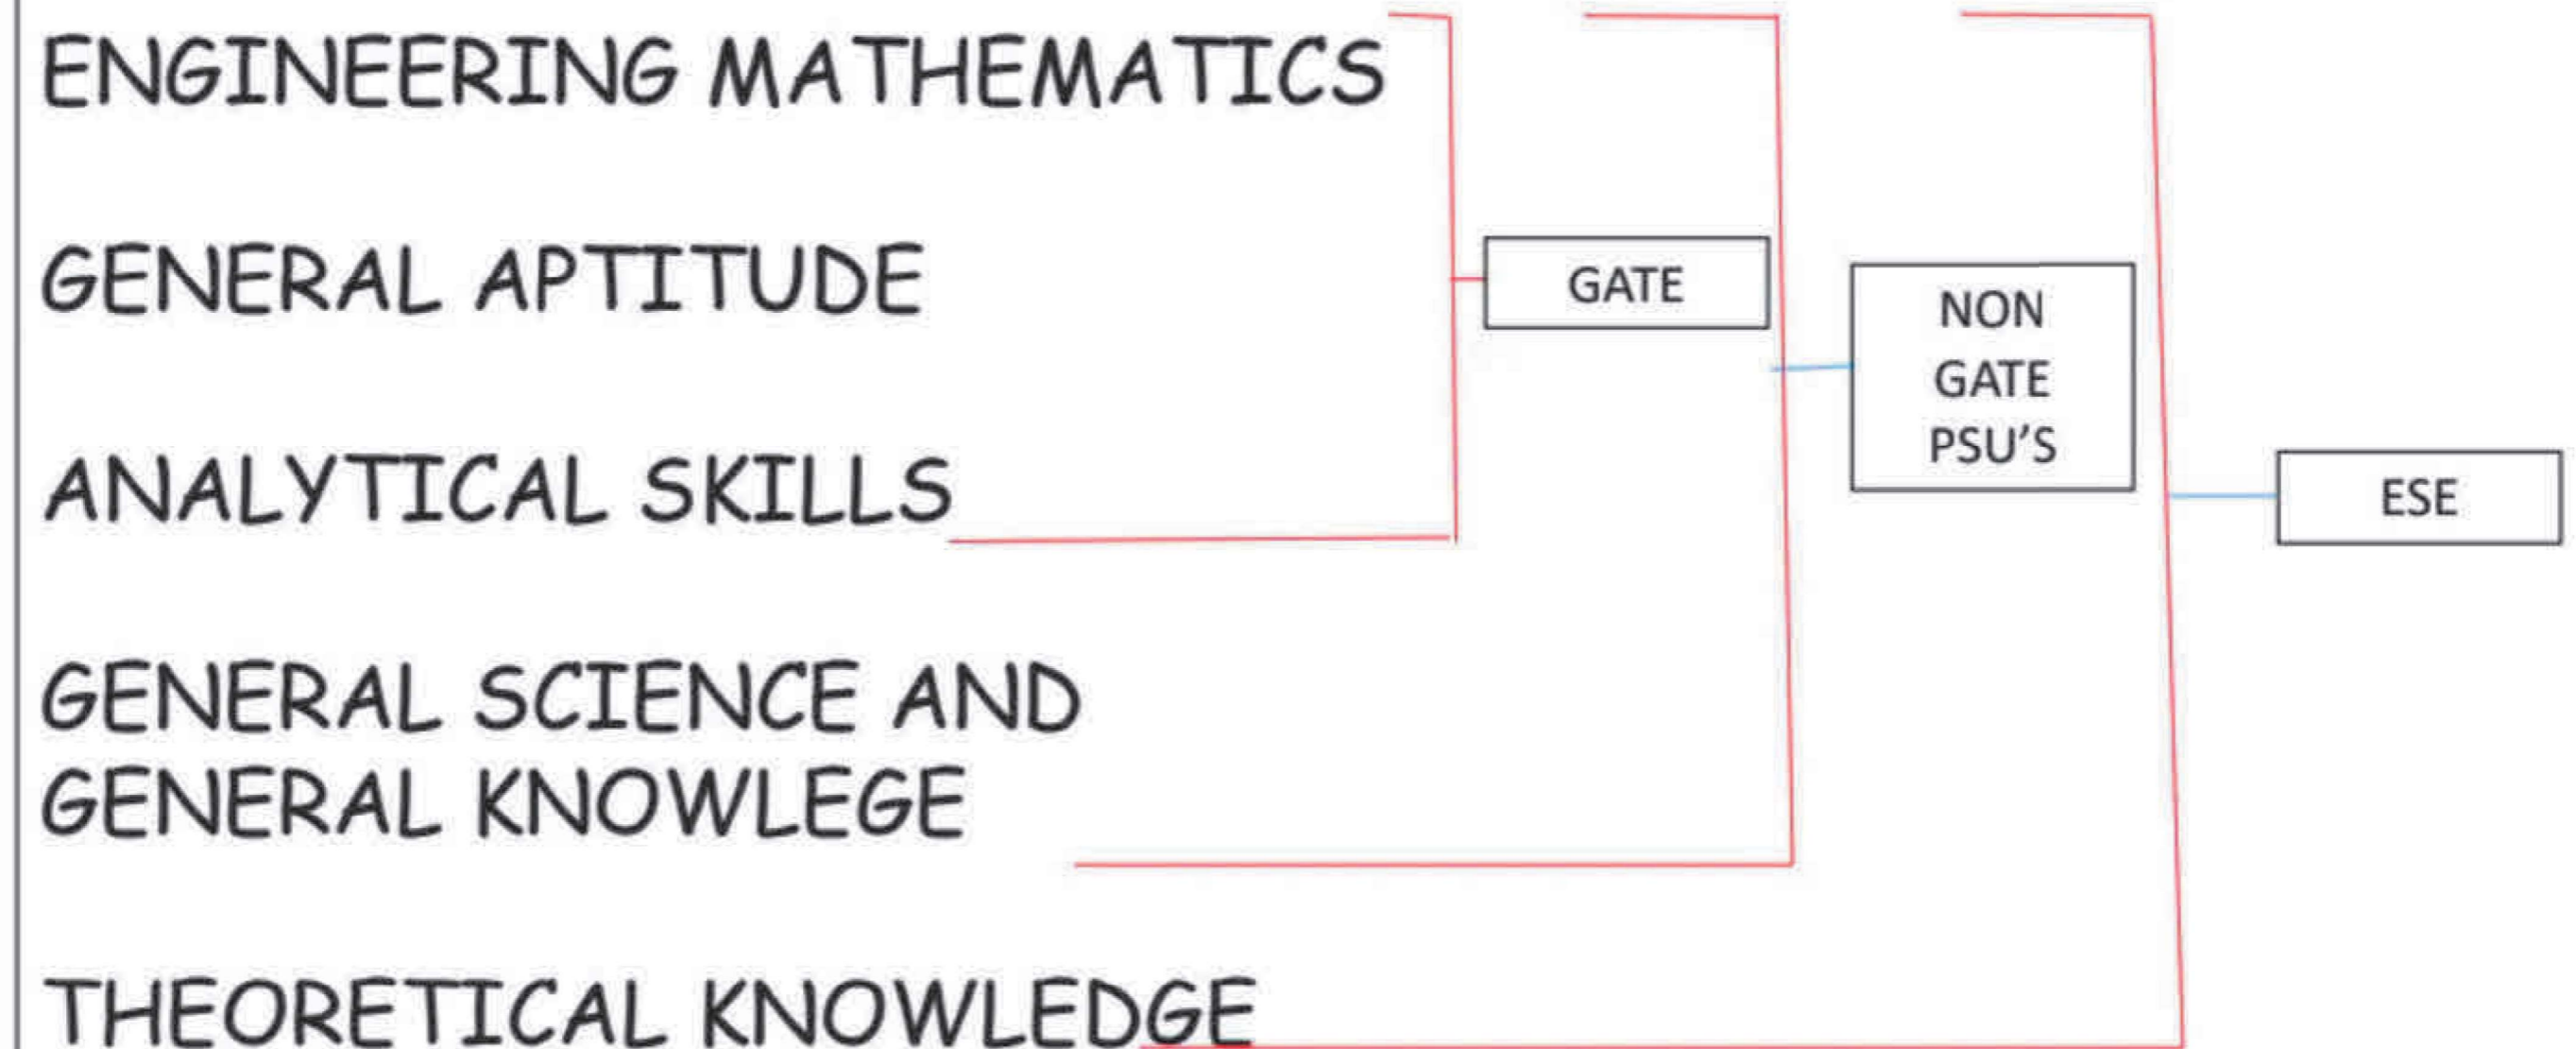 ENGINEERING MATHEMATICS
GENERAL APTITUDE
ANALYTICAL SKILLS
GENERAL SCIENCE AND
GENERAL KNOWLEGE
THEORETICAL KNOWLEDGE
GATE
NON
GATE
PSU'S
ESE